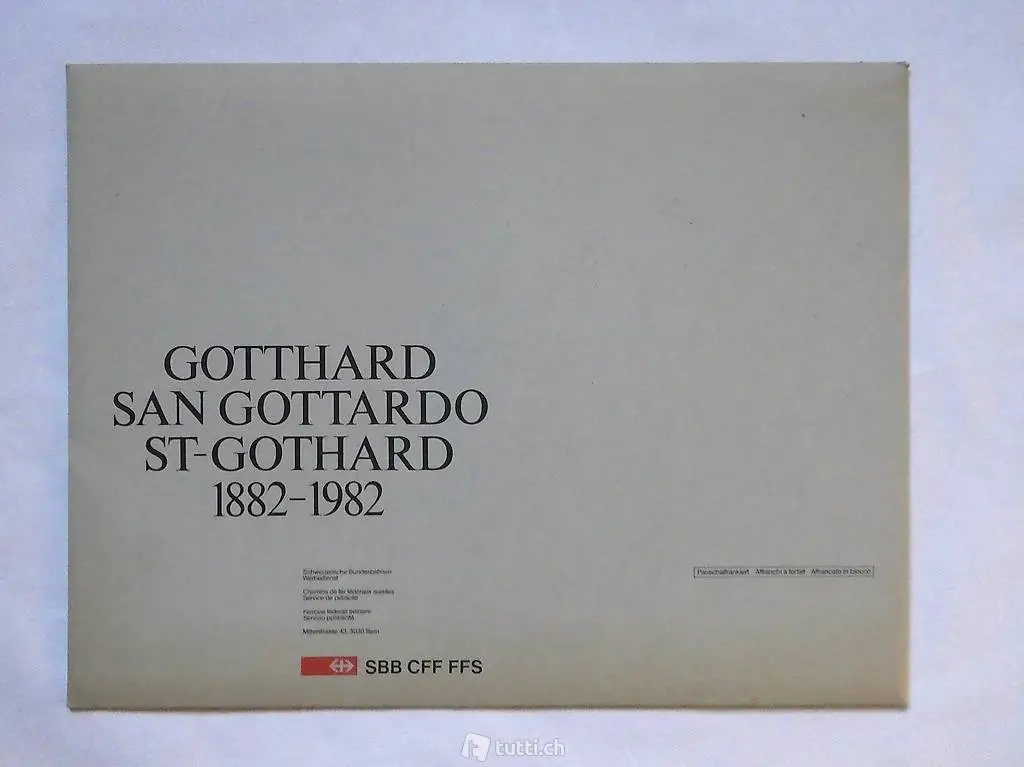 GOTTHARD
SAN GOTTARDO
ST-GOTHARD
1882–1982
Schweizerische Bundesbahnen
Werbedienst
Chemins de fer fédéraux suisses
Service de publicité
Ferrovie federali svizzere
Servizio pubblicità
Mittelstrasse 43, 3030 Bern
Pauschalfrankiert Affranchi à forfait Affrancato in blocco
SBB CFF FFS
tutti.ch